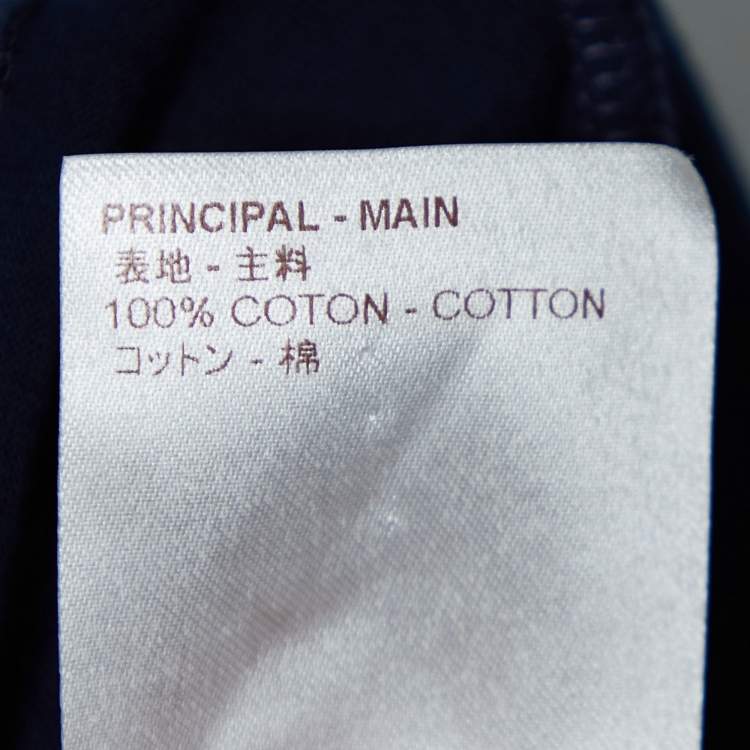 PRINCIPAL - MAIN
表地 - 主料
100% COTON - COTTON
コットン - 棉